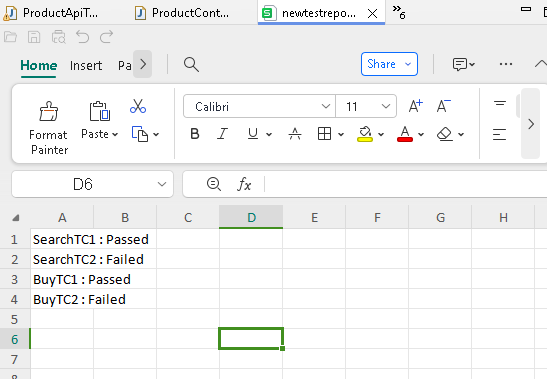 ProductApiT...
ProductCont...
newtestrepo...
»6
Home
Insert
Pa
Share
Format Painter
Paste
Calibri
11
A+
A−
B
I
U
A
A
D6
fx
A B C D E F G H
1 SearchTC1 : Passed
2 SearchTC2 : Failed
3 BuyTC1 : Passed
4 BuyTC2 : Failed
5
6
7
8